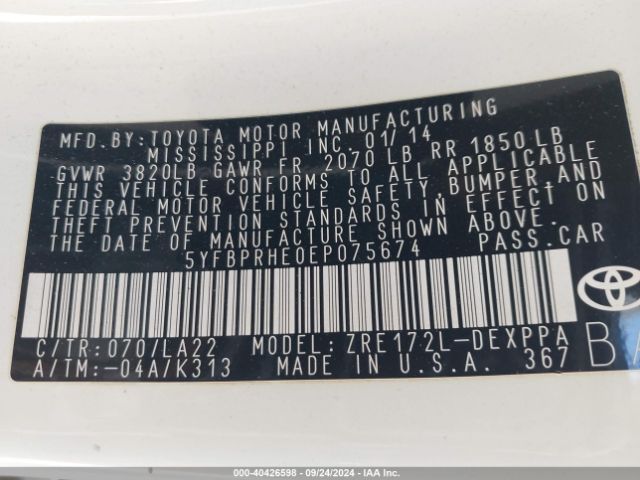 MFD. BY: TOYOTA MOTOR MANUFACTURING
MISSISSIPPI INC. 01/14
GVWR 3820LB GAWR FR 2070 LB RR 1850LB
THIS VEHICLE CONFORMS TO ALL APPLICABLE
FEDERAL MOTOR VEHICLE SAFETY, BUMPER, AND
THEFT PREVENTION STANDARDS IN EFFECT ON
THE DATE OF MANUFACTURE SHOWN ABOVE.
5YFBPRHE0EP075674 PASS.CAR
C/TR: 070/LA22 MODEL: ZRE172L-DEXPPA
A/TM: -04A/K313 MADE IN U.S.A. 367
000-40426598 - 09/24/2024 - IAA Inc.